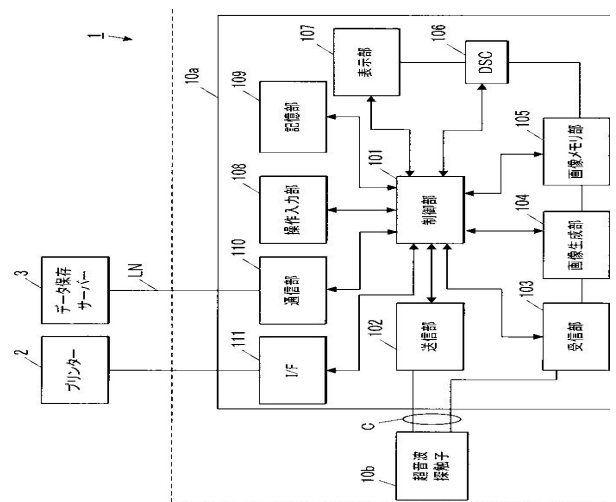 1
2
プリンター
3
データ保存
サーバー
LN
10a
111
I/F
110
通信部
108
操作入力部
109
記憶部
107
表示部
101
制御部
106
DSC
102
送信部
C
10b
超音波
探触子
103
受信部
104
画像生成部
105
画像メモリ部